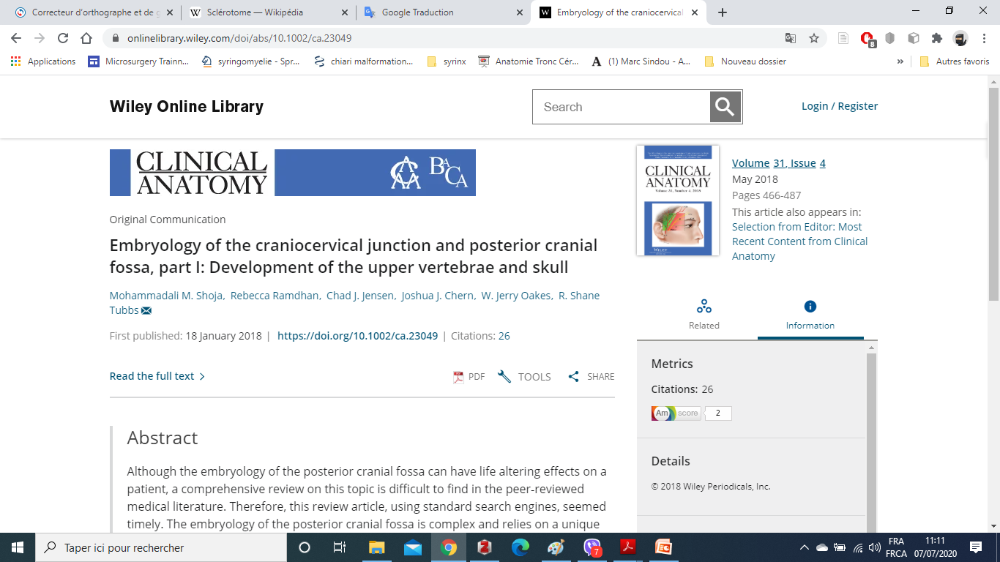 Correcteur d'orthographe et de g
Sclérotome — Wikipédia
Google Traduction
Embryology of the craniocervical
onlinelibrary.wiley.com/doi/abs/10.1002/ca.23049
8
Applications
Microsurgery Trainn...
syringomyelie - Spr...
chiari malformation...
syrinx
Anatomie Tronc Cér...
(1) Marc Sindou - A...
Nouveau dossier
»
Autres favoris
Wiley Online Library
Search
Login / Register
CLINICAL
ANATOMY
Volume 31, Issue 4
May 2018
Pages 466-487
This article also appears in:
Selection from Editor: Most
Recent Content from Clinical
Anatomy
CLINICAL
ANATOMY
Volume 31, Number 4, 2018
WILEY
Original Communication
Embryology of the craniocervical junction and posterior cranial
fossa, part I: Development of the upper vertebrae and skull
Mohammadali M. Shoja, Rebecca Ramdhan, Chad J. Jensen, Joshua J. Chern, W. Jerry Oakes, R. Shane
Tubbs
First published: 18 January 2018 | https://doi.org/10.1002/ca.23049 | Citations: 26
Read the full text
PDF
TOOLS
SHARE
Related
Information
Metrics
Citations: 26
Am score 2
Details
© 2018 Wiley Periodicals, Inc.
Abstract
Although the embryology of the posterior cranial fossa can have life altering effects on a
patient, a comprehensive review on this topic is difficult to find in the peer-reviewed
medical literature. Therefore, this review article, using standard search engines, seemed
timely. The embryology of the posterior cranial fossa is complex and relies on a unique
Taper ici pour rechercher
7
FRA
FRCA
11:11
07/07/2020